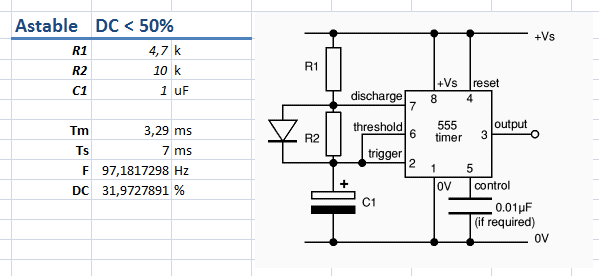 Astable DC < 50%
R1 4,7 k
R2 10 k
C1 1 uF
Tm 3,29 ms
Ts 7 ms
F 97,1817298 Hz
DC 31,9727891 %
+Vs
R1
+Vs reset
discharge 7 8 4
R2 threshold 6 555 timer 3 output
trigger 2
1 5
0V control
+
C1
0.01µF
(if required)
0V